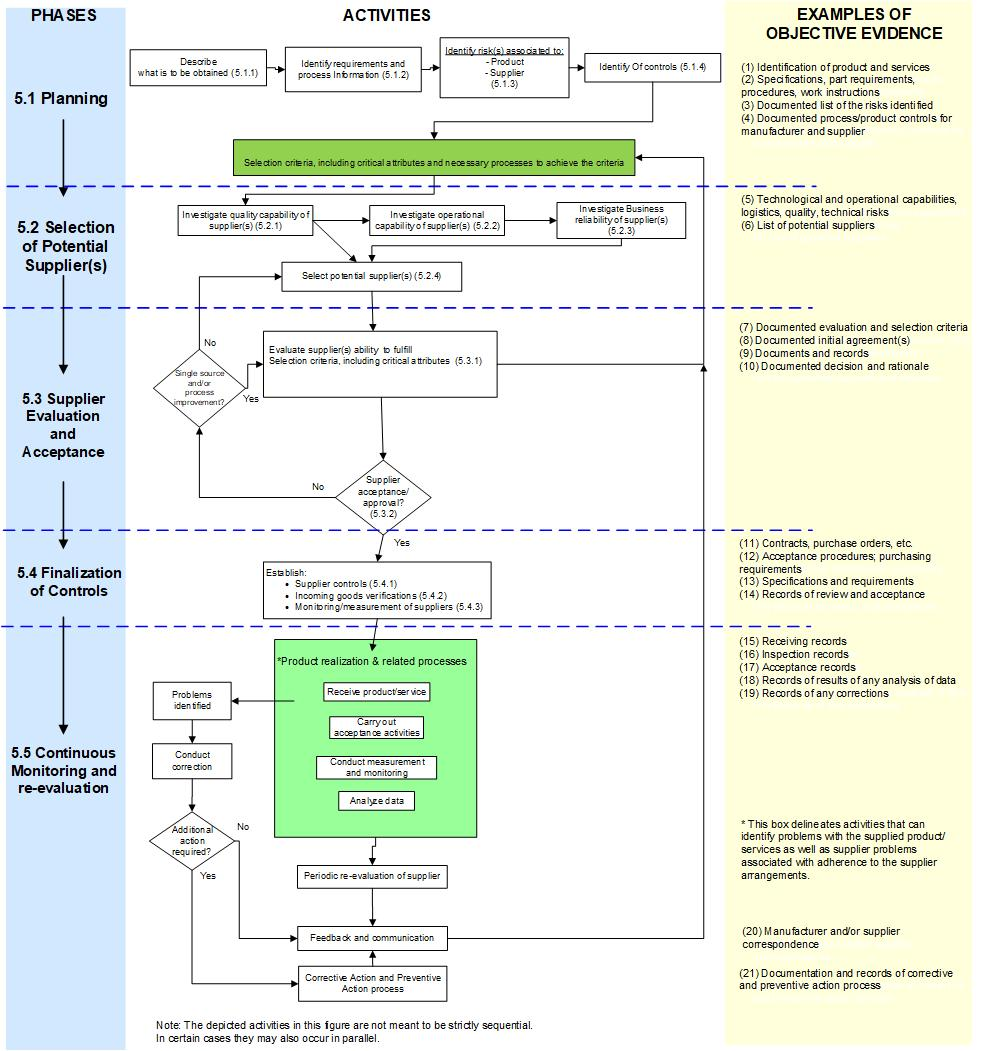 PHASES
ACTIVITIES
EXAMPLES OF
OBJECTIVE EVIDENCE
5.1 Planning
Describe
what is to be obtained (5.1.1)
Identify requirements and
process Information (5.1.2)
Identify risk(s) associated to:
- Product
- Supplier
(5.1.3)
Identify Of controls (5.1.4)
Selection criteria, including critical attributes and necessary processes to achieve the criteria
(1) Identification of product and services
(2) Specifications, part requirements,
procedures, work instructions
(3) Documented list of the risks identified
(4) Documented process/product controls for
manufacturer and supplier
5.2 Selection
of Potential
Supplier(s)
Investigate quality capability of
supplier(s) (5.2.1)
Investigate operational
capability of supplier(s) (5.2.2)
Investigate Business
reliability of supplier(s)
(5.2.3)
Select potential supplier(s) (5.2.4)
(5) Technological and operational capabilities,
logistics, quality, technical risks
(6) List of potential suppliers
5.3 Supplier
Evaluation
and
Acceptance
No
Single source
and/or
process
improvement?
Yes
Evaluate supplier(s) ability to fulfill
Selection criteria, including critical attributes (5.3.1)
No
Supplier
acceptance/
approval?
(5.3.2)
Yes
(7) Documented evaluation and selection criteria
(8) Documented initial agreement(s)
(9) Documents and records
(10) Documented decision and rationale
5.4 Finalization
of Controls
Establish:
• Supplier controls (5.4.1)
• Incoming goods verifications (5.4.2)
• Monitoring/measurement of suppliers (5.4.3)
(11) Contracts, purchase orders, etc.
(12) Acceptance procedures; purchasing
requirements
(13) Specifications and requirements
(14) Records of review and acceptance
5.5 Continuous
Monitoring and
re-evaluation
*Product realization & related processes
Receive product/service
Carry out
acceptance activities
Conduct measurement
and monitoring
Analyze data
Problems
identified
Conduct
correction
Additional
action
required?
No
Yes
Periodic re-evaluation of supplier
Feedback and communication
Corrective Action and Preventive
Action process
(15) Receiving records
(16) Inspection records
(17) Acceptance records
(18) Records of results of any analysis of data
(19) Records of any corrections
* This box delineates activities that can
identify problems with the supplied product/
services as well as supplier problems
associated with adherence to the supplier
arrangements.
(20) Manufacturer and/or supplier
correspondence
(21) Documentation and records of corrective
and preventive action process
Note: The depicted activities in this figure are not meant to be strictly sequential.
In certain cases they may also occur in parallel.